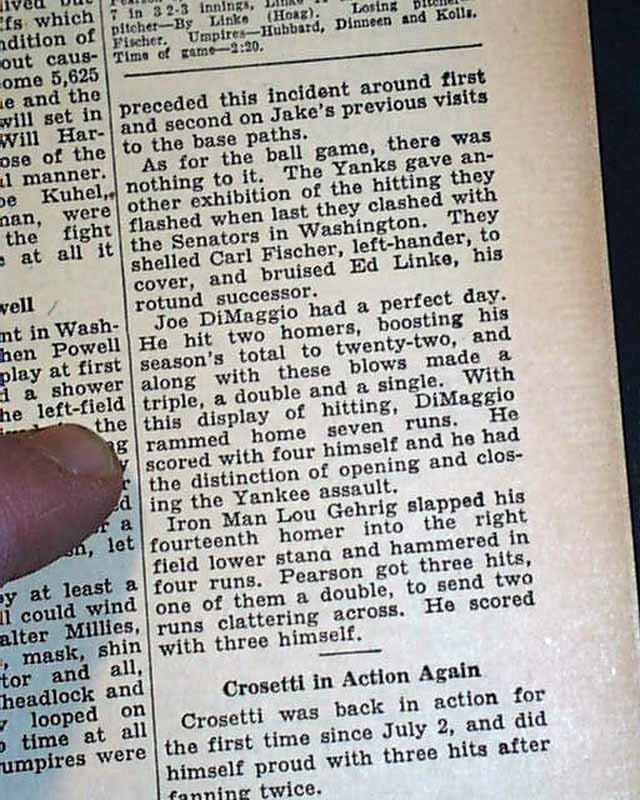 lived but
ffs which
ndition of
out caus-
ome 5,625
e and the
will set in
Will Har-
ose of the
l manner.
oe Kuhel,
nan, were
the fight
e at all it
well
nt in Wash-
hen Powell
play at first
d a shower
he left-field
the
r a
n, let
y at least a
ll could wind
alter Millies,
, mask, shin
tor and all,
headlock and
looped on
o time at all
umpires were
7 in 3 2-3 innings,
pitcher—By Linke (Hoag). Losing pitcher—
Fischer. Umpires—Hubbard, Dinneen and Kolls.
Time of game—2:20.
preceded this incident around first
and second on Jake's previous visits
to the base paths.
As for the ball game, there was
nothing to it. The Yanks gave an-
other exhibition of the hitting they
flashed when last they clashed with
the Senators in Washington. They
shelled Carl Fischer, left-hander, to
cover, and bruised Ed Linke, his
rotund successor.
Joe DiMaggio had a perfect day.
He hit two homers, boosting his
season's total to twenty-two, and
along with these blows made a
triple, a double and a single. With
this display of hitting, DiMaggio
rammed home seven runs. He
scored with four himself and he had
the distinction of opening and clos-
ing the Yankee assault.
Iron Man Lou Gehrig slapped his
fourteenth homer into the right
field lower stand and hammered in
four runs. Pearson got three hits,
one of them a double, to send two
runs clattering across. He scored
with three himself.
Crosetti in Action Again
Crosetti was back in action for
the first time since July 2, and did
himself proud with three hits after
fanning twice.